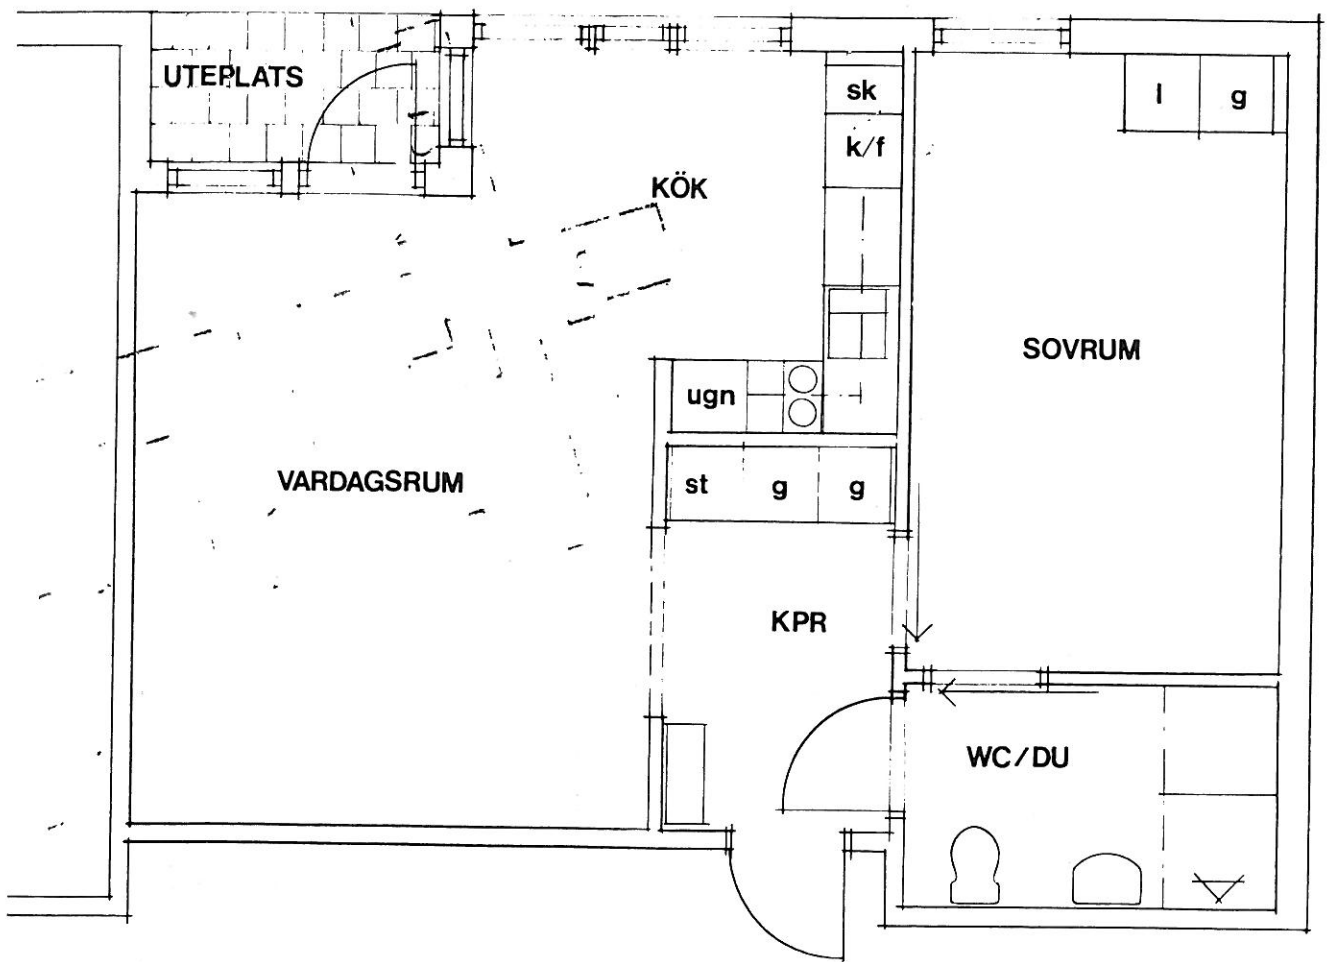 UTEPLATS
sk
l
g
k/f
KÖK
SOVRUM
ugn
VARDAGSRUM
st
g
g
KPR
WC/DU